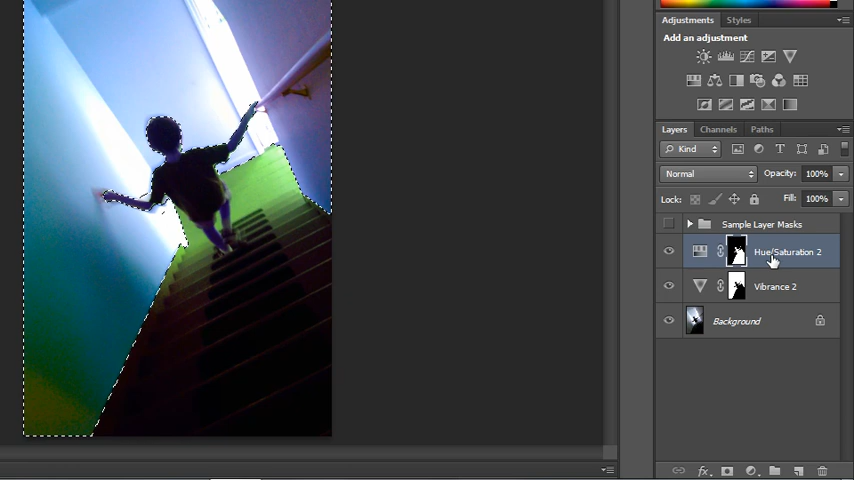 Adjustments Styles
Add an adjustment
Layers Channels Paths
Kind
Normal Opacity: 100%
Lock: Fill: 100%
Sample Layer Masks
Hue/Saturation 2
Vibrance 2
Background
fx